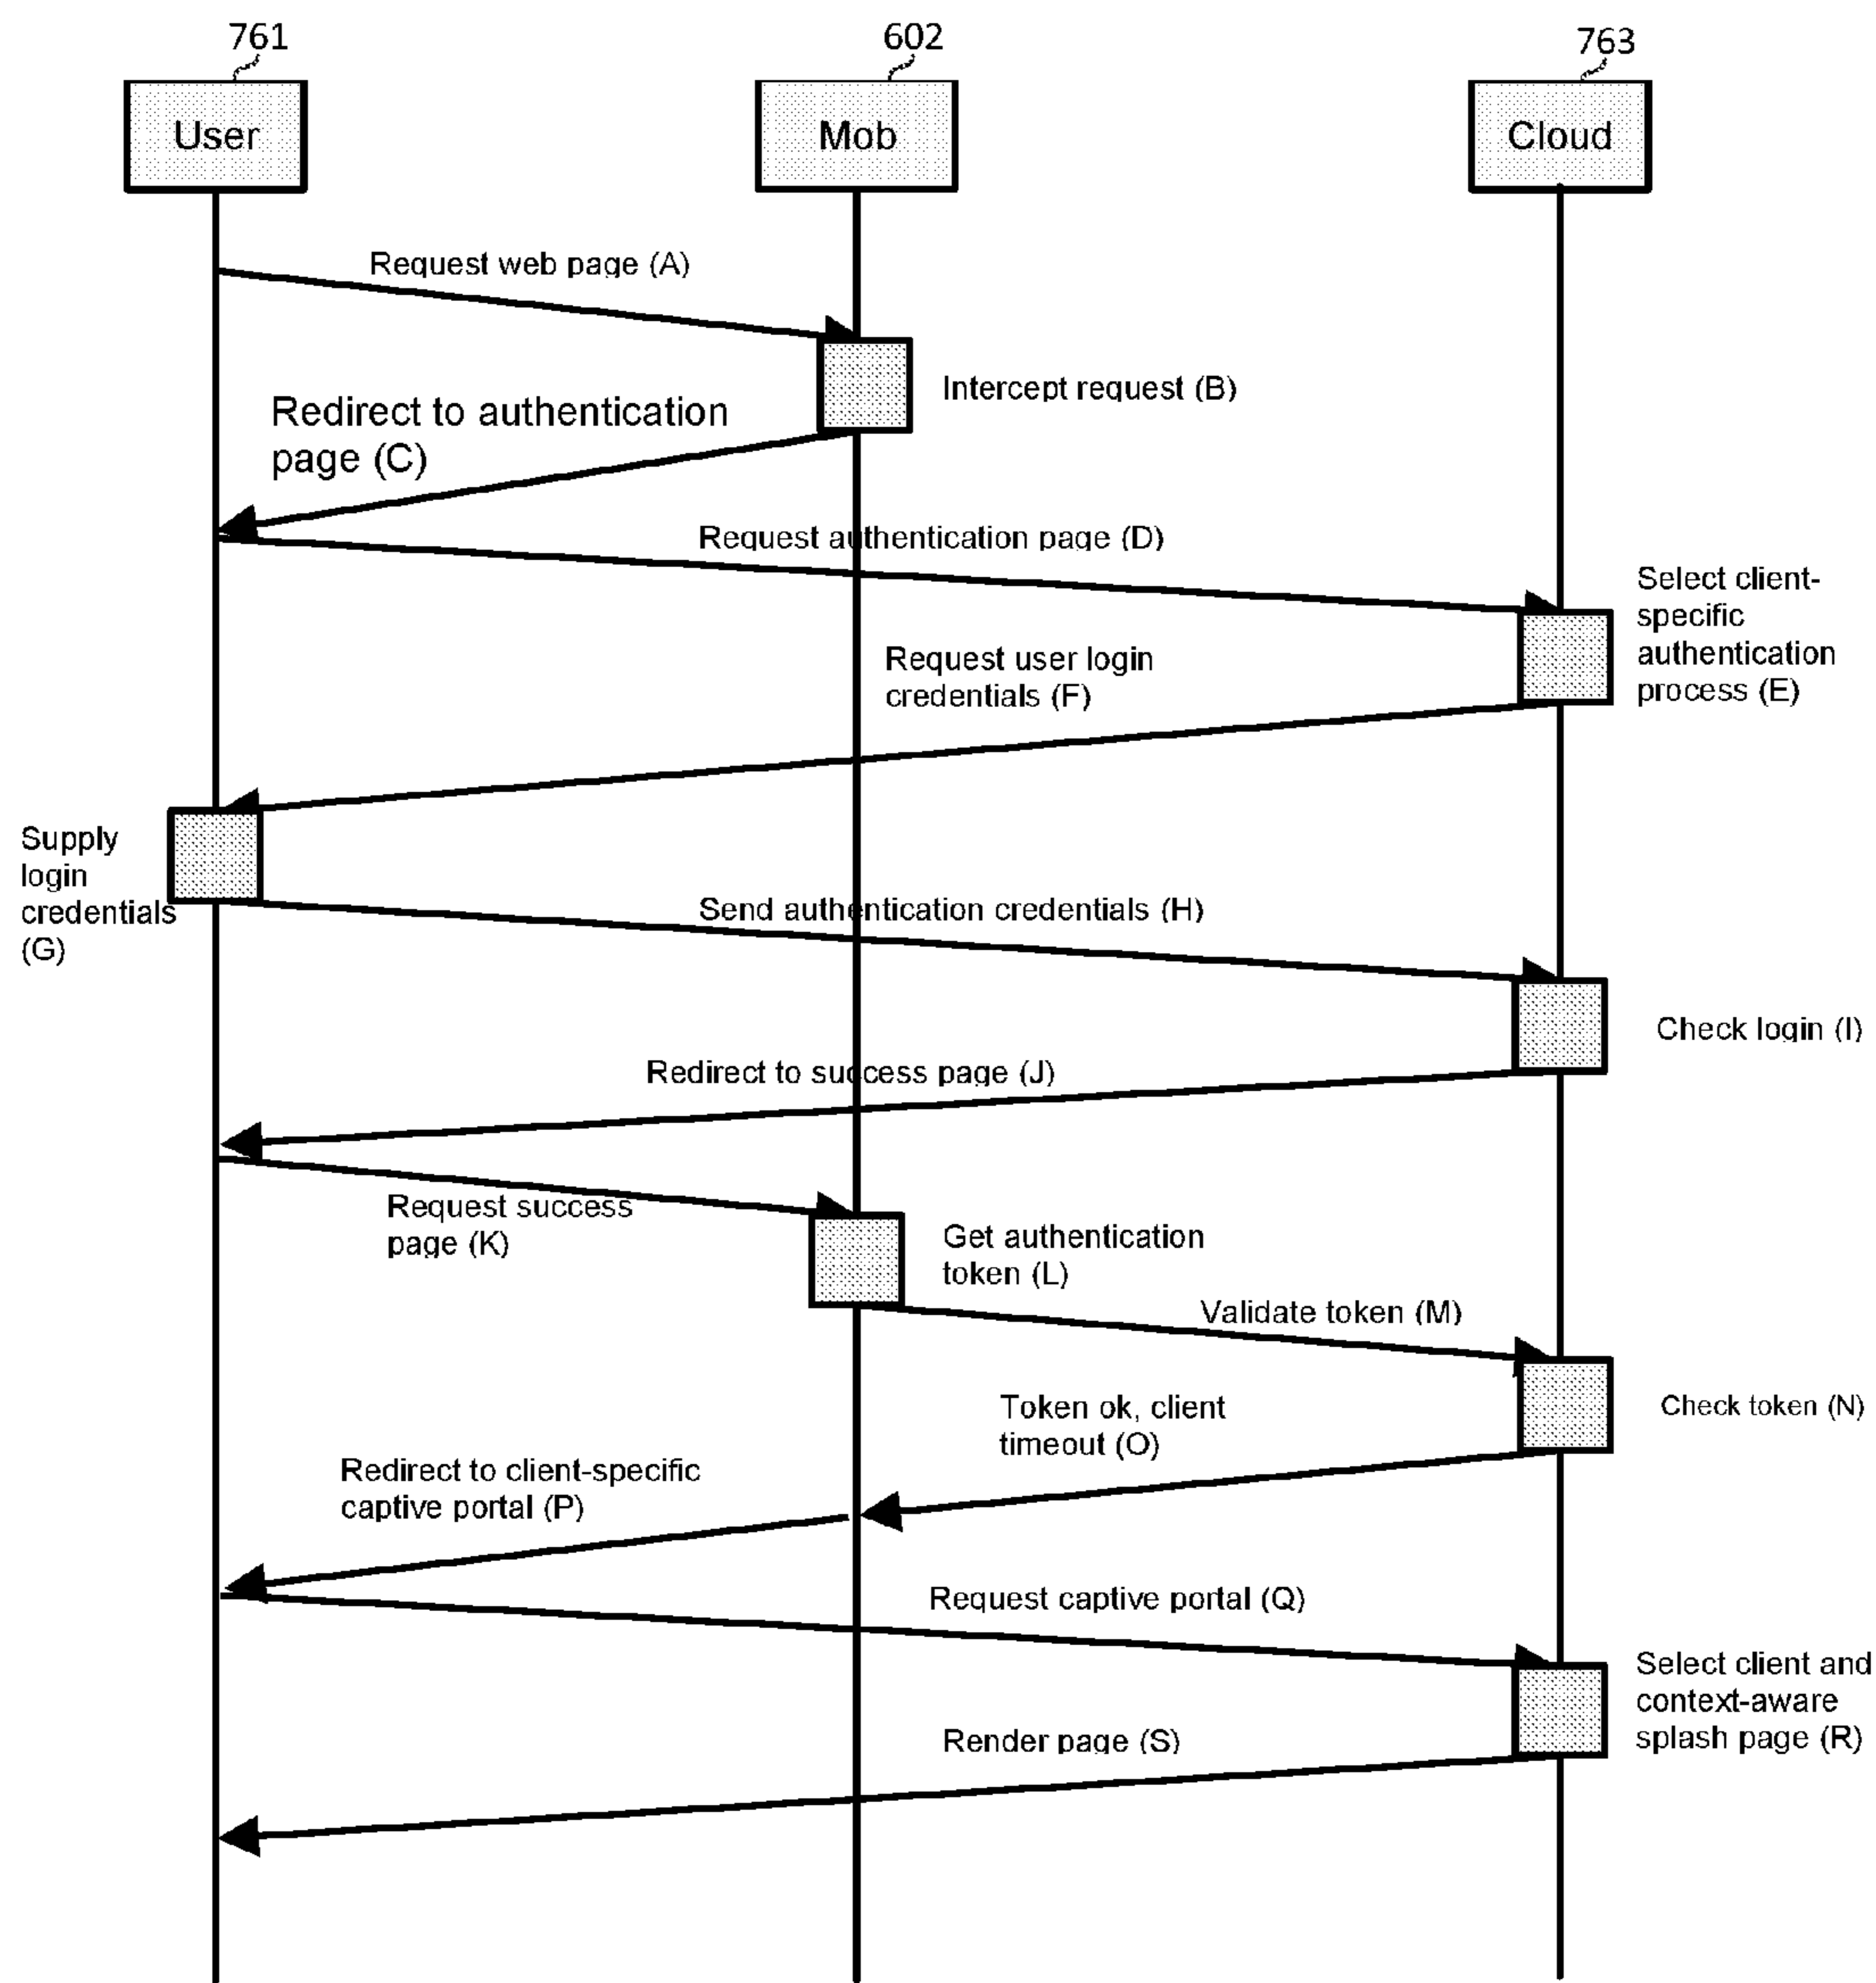 761
602
763
User
Mob
Cloud
Request web page (A)
Intercept request (B)
Redirect to authentication
page (C)
Request authentication page (D)
Select client-
specific
authentication
process (E)
Request user login
credentials (F)
Supply
login
credentials
(G)
Send authentication credentials (H)
Check login (I)
Redirect to success page (J)
Request success
page (K)
Get authentication
token (L)
Validate token (M)
Check token (N)
Token ok, client
timeout (O)
Redirect to client-specific
captive portal (P)
Request captive portal (Q)
Select client and
context-aware
splash page (R)
Render page (S)